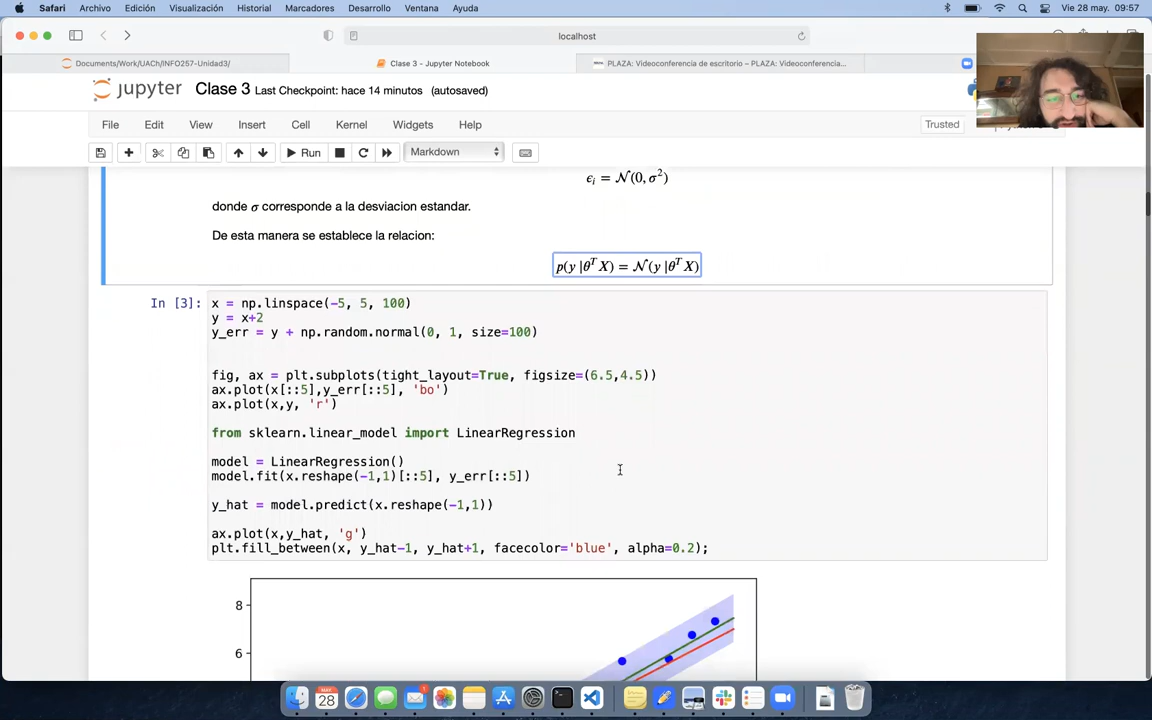 Safari Archivo Edición Visualización Historial Marcadores Desarrollo Ventana Ayuda Vie 28 may. 09:57
localhost
Documents/Work/UACh/INFO257-Unidad3/ Clase 3 - Jupyter Notebook PLAZA: Videoconferencia de escritorio – PLAZA: Videoconferencia...
jupyter Clase 3 Last Checkpoint: hace 14 minutos (autosaved)
File Edit View Insert Cell Kernel Widgets Help Trusted
Run Markdown
ϵᵢ = 𝒩(0, σ²)
donde σ corresponde a la desviacion estandar.
De esta manera se establece la relacion:
p(y |θᵀX) = 𝒩(y |θᵀX)
In [3]: x = np.linspace(-5, 5, 100)
y = x+2
y_err = y + np.random.normal(0, 1, size=100)
fig, ax = plt.subplots(tight_layout=True, figsize=(6.5,4.5))
ax.plot(x[::5],y_err[::5], 'bo')
ax.plot(x,y, 'r')
from sklearn.linear_model import LinearRegression
model = LinearRegression()
model.fit(x.reshape(-1,1)[::5], y_err[::5])
y_hat = model.predict(x.reshape(-1,1))
ax.plot(x,y_hat, 'g')
plt.fill_between(x, y_hat-1, y_hat+1, facecolor='blue', alpha=0.2);
8
6
MAY.
28
1